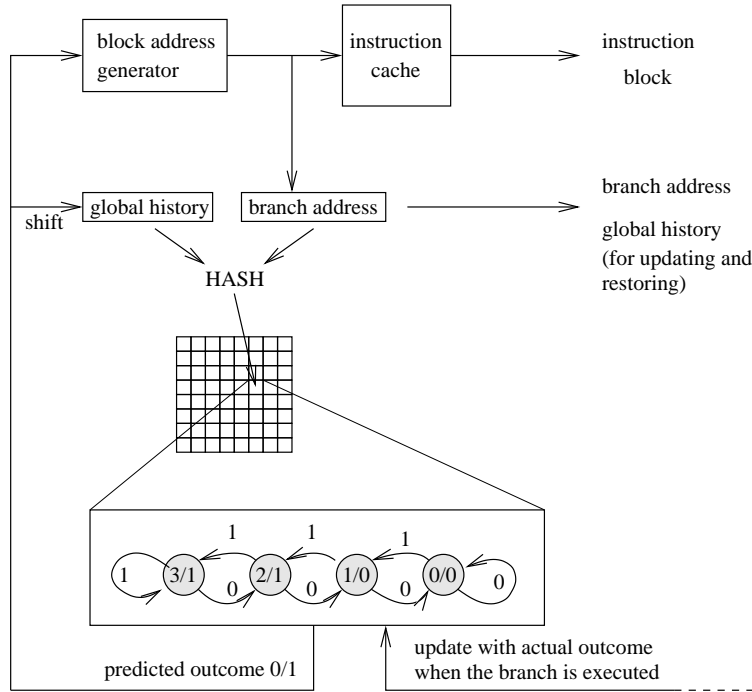 block address
generator
instruction
cache
instruction
block
shift
global history
branch address
branch address
global history
(for updating and
restoring)
HASH
1
1
1
1
3/1
2/1
1/0
0/0
0
0
0
0
predicted outcome 0/1
update with actual outcome
when the branch is executed